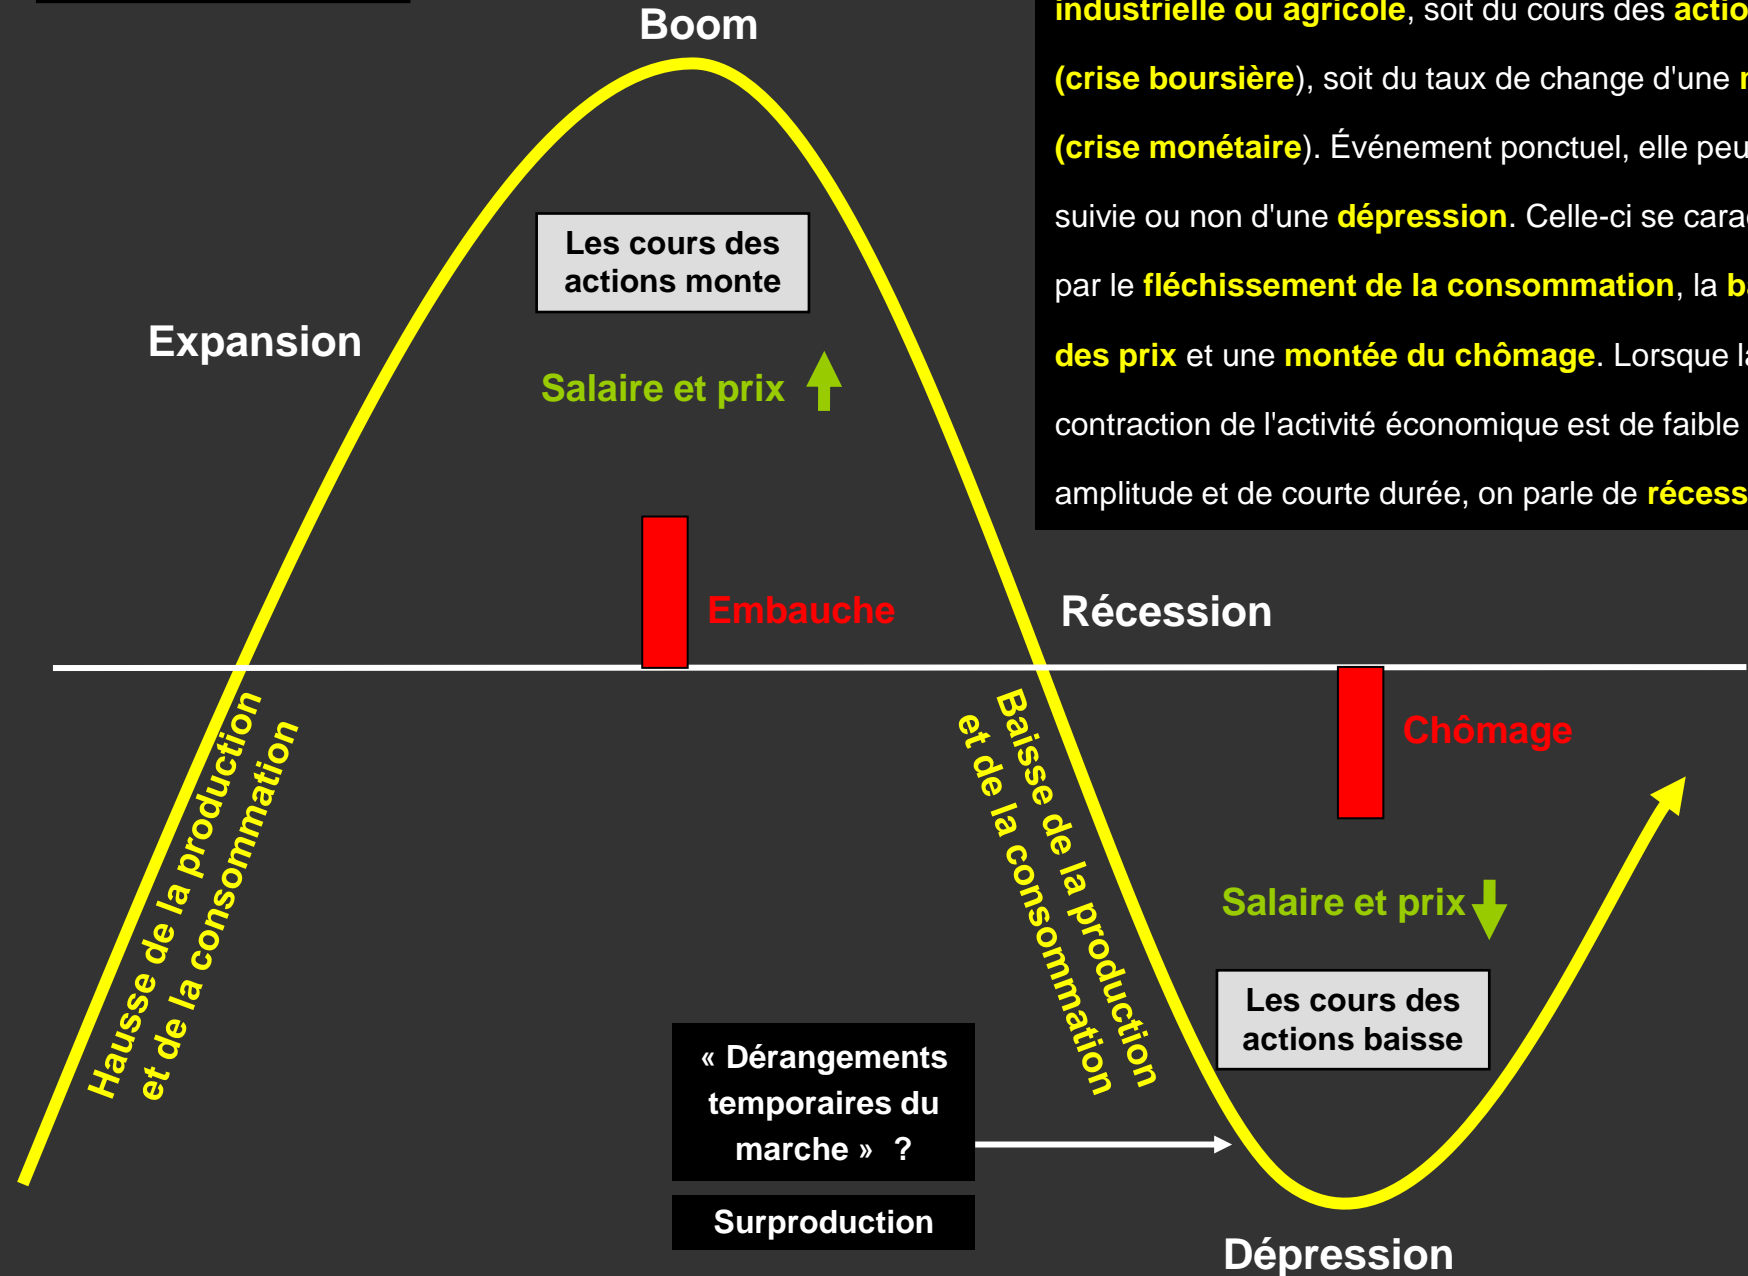 Boom
industrielle ou agricole, soit du cours des
(crise boursière), soit du taux de change d'une
(crise monétaire). Événement ponctuel, elle
suivie ou non d'une dépression. Celle-ci se
par le fléchissement de la consommation, la
des prix et une montée du chômage. Lorsque
contraction de l'activité économique est de faible
amplitude et de courte durée, on parle de
Les cours des
actions monte
Expansion
Salaire et prix
Embauche
Récession
Hausse de la production
et de la consommation
Baisse de la production
et de la consommation
Chômage
Salaire et prix
Les cours des
actions baisse
« Dérangements
temporaires du
marche » ?
Surproduction
Dépression